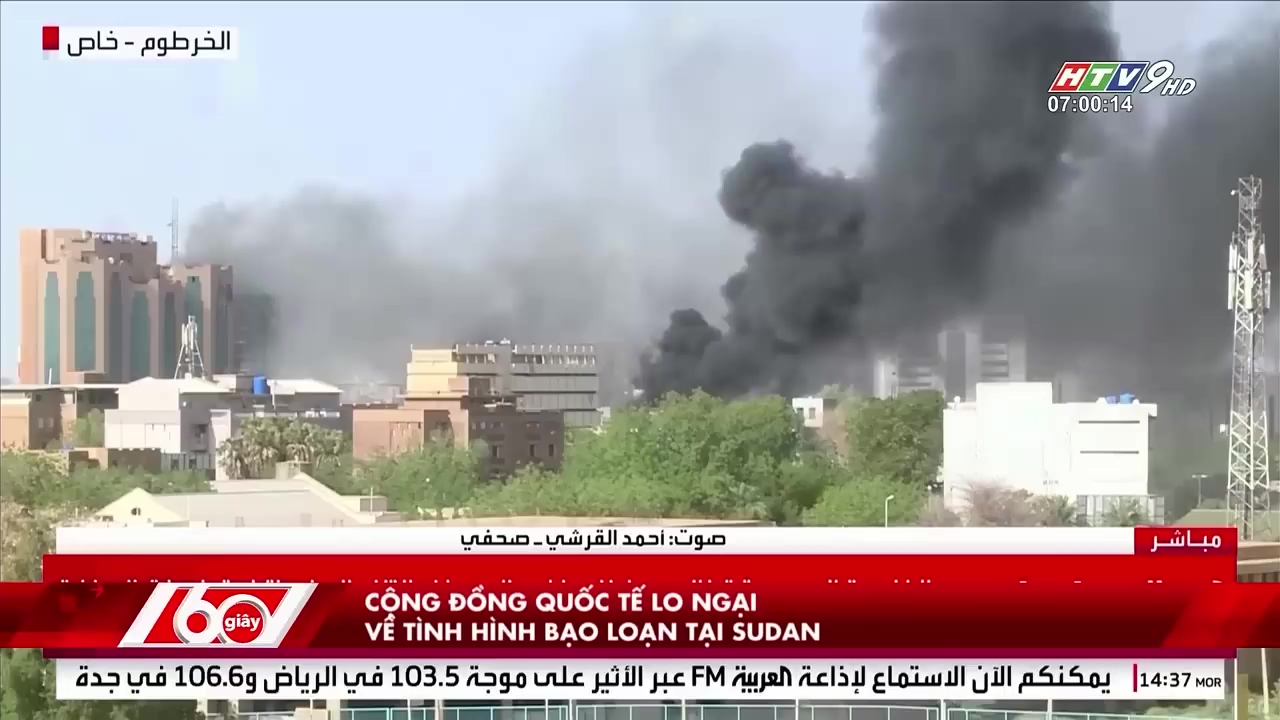 الخرطوم - خاص
HTV9 HD
07:00:14
صوت: أحمد القرشي - صحفي
مباشر
60 giây
CỘNG ĐỒNG QUỐC TẾ LO NGẠI
VỀ TÌNH HÌNH BẠO LOẠN TẠI SUDAN
يمكنكم الآن الاستماع لإذاعة العربية FM عبر الأثير على موجة 103.5 في الرياض و106.6 في جدة
14:37 MOR